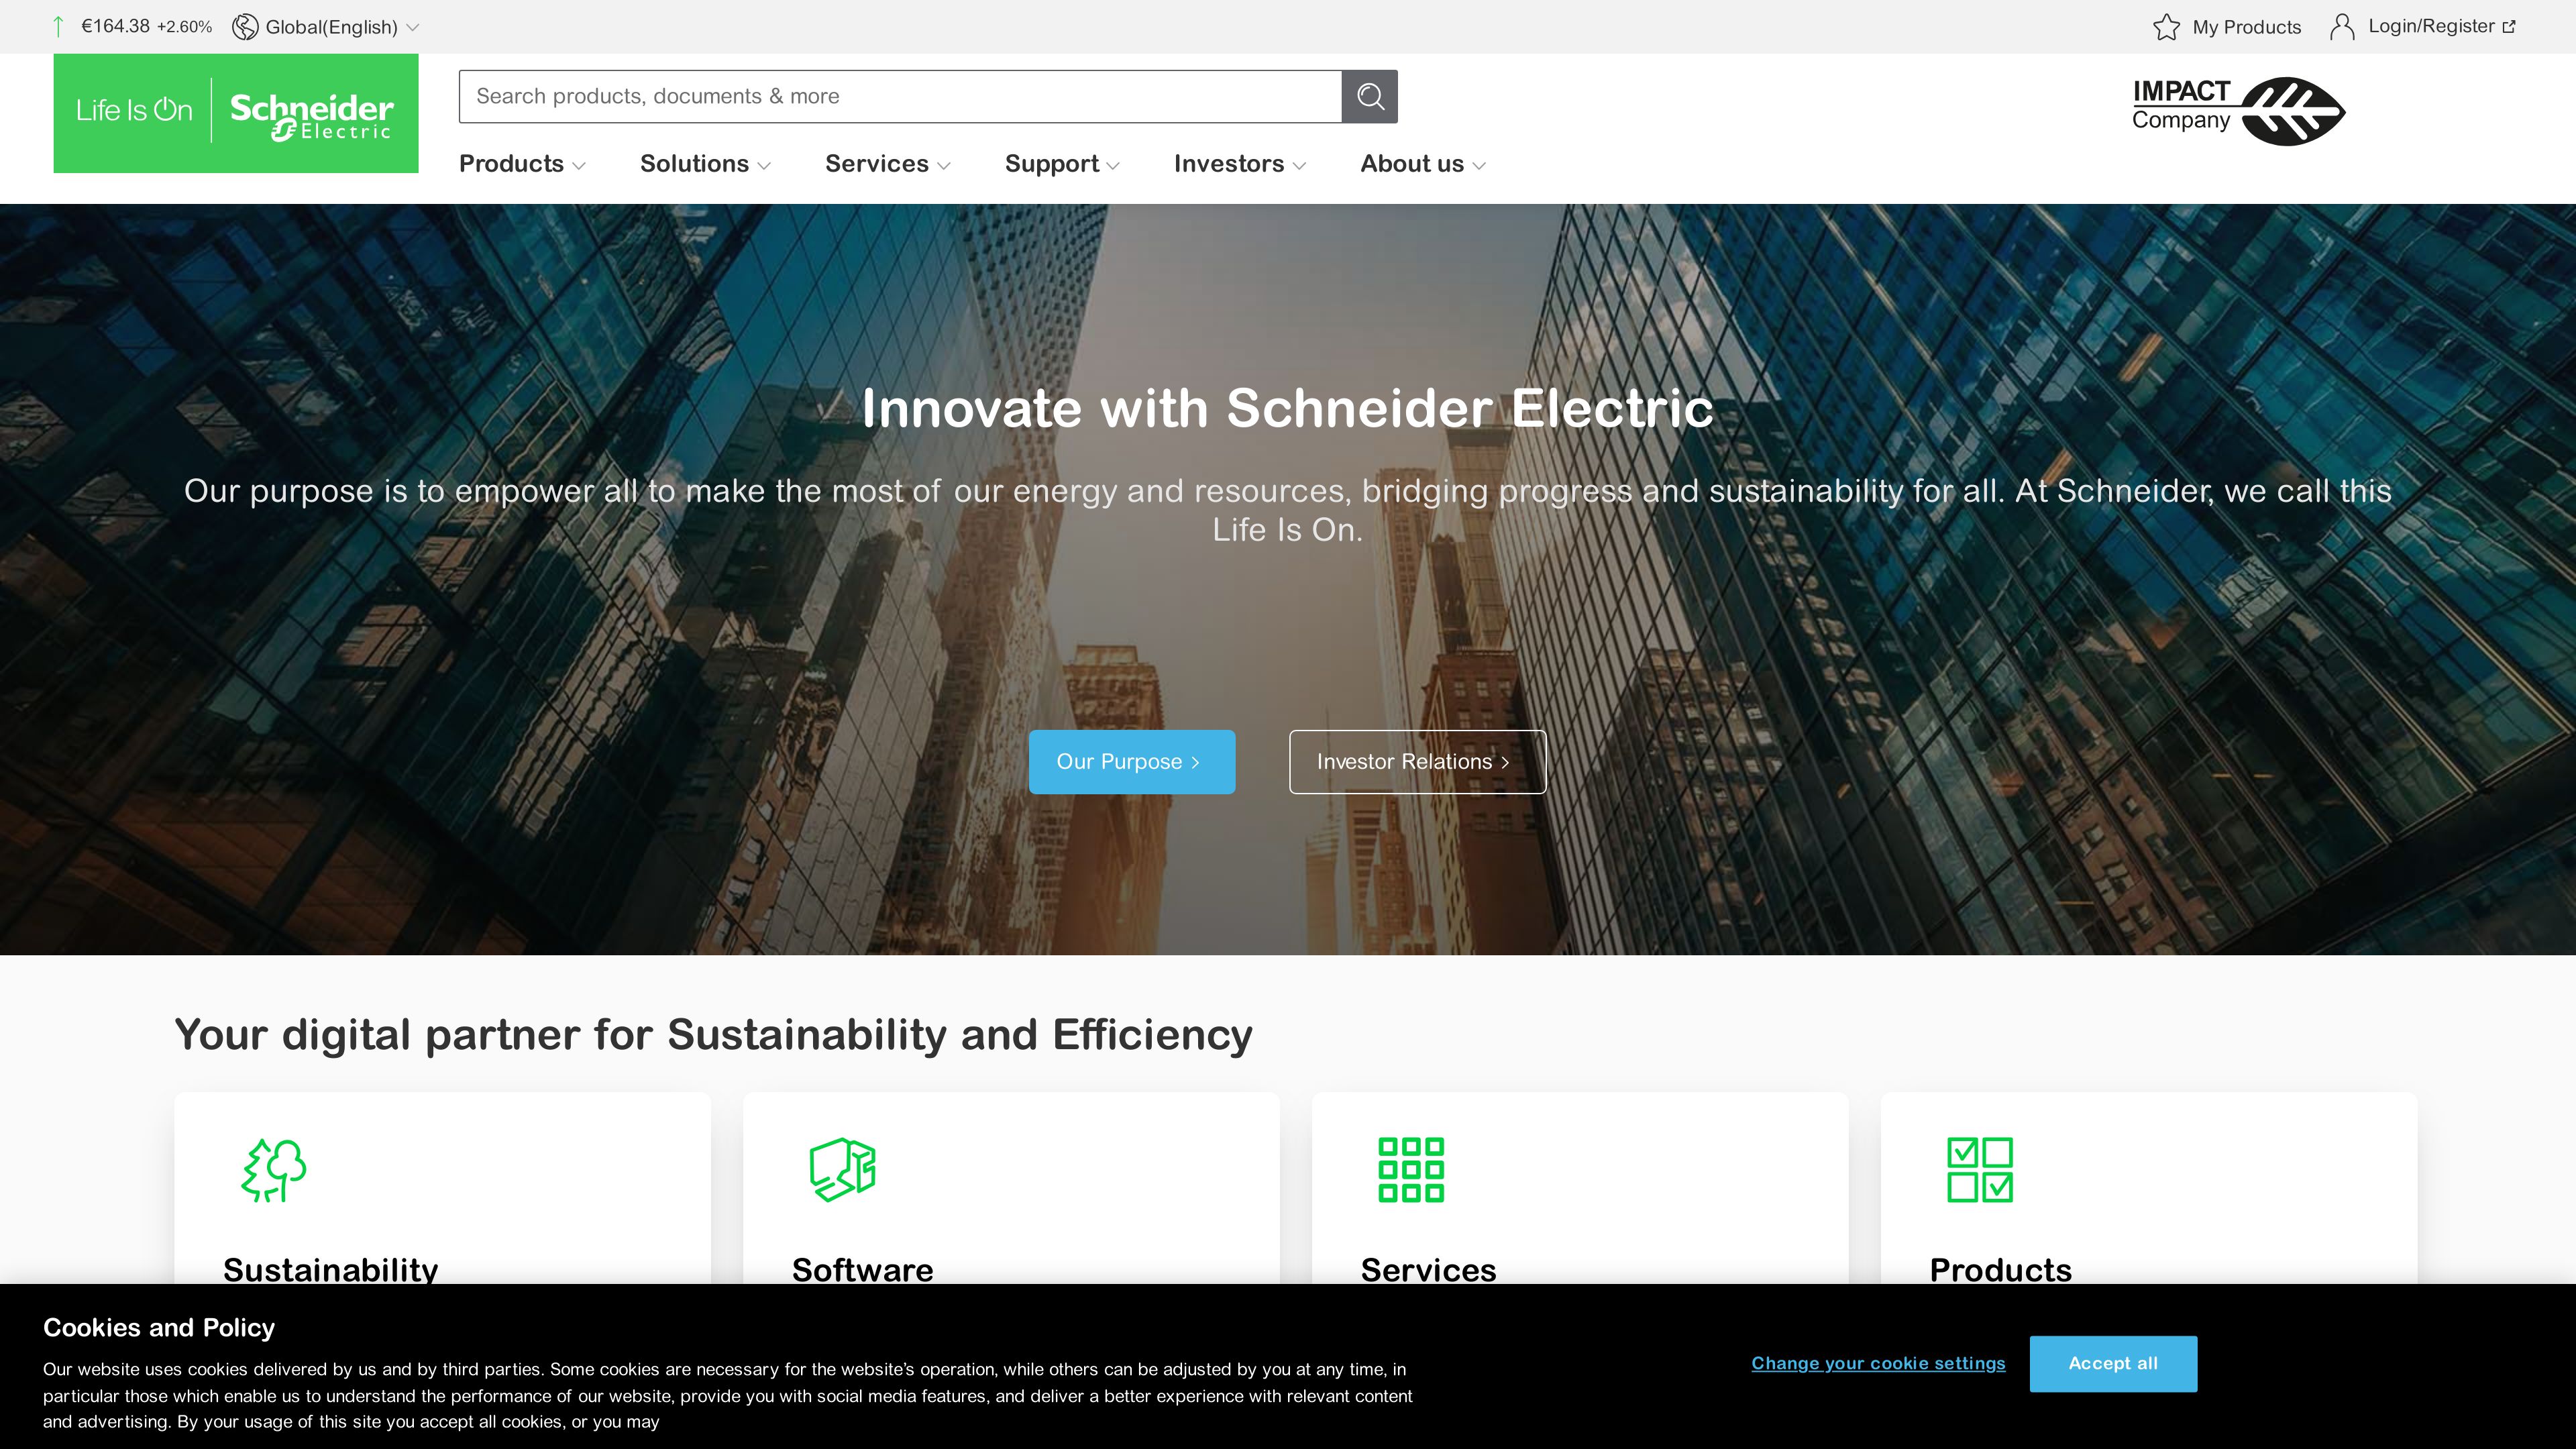 €164.38 +2.60% Global(English)
My Products Login/Register
Life Is On Schneider Electric
Search products, documents & more
IMPACT
Company
Products Solutions Services Support Investors About us
Innovate with Schneider Electric
Our purpose is to empower all to make the most of our energy and resources, bridging progress and sustainability for all. At Schneider, we call this
Life Is On.
Our Purpose
Investor Relations
Your digital partner for Sustainability and Efficiency
Sustainability
Software
Services
Products
Cookies and Policy
Our website uses cookies delivered by us and by third parties. Some cookies are necessary for the website’s operation, while others can be adjusted by you at any time, in
particular those which enable us to understand the performance of our website, provide you with social media features, and deliver a better experience with relevant content
and advertising. By your usage of this site you accept all cookies, or you may
Change your cookie settings
Accept all